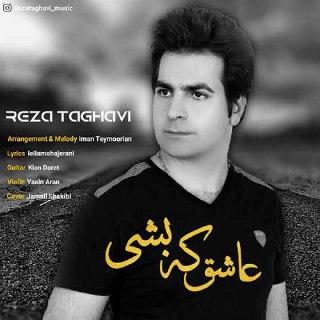 Rezataghavi_music
REZA TAGHAVI
Arrangement & Melody Iman Teymoorian
Lyrics leilamohajerani
Guitar Kian Darat
Violin Yasin Aran
Cover Jamall Shakibi
عاشق که بشی